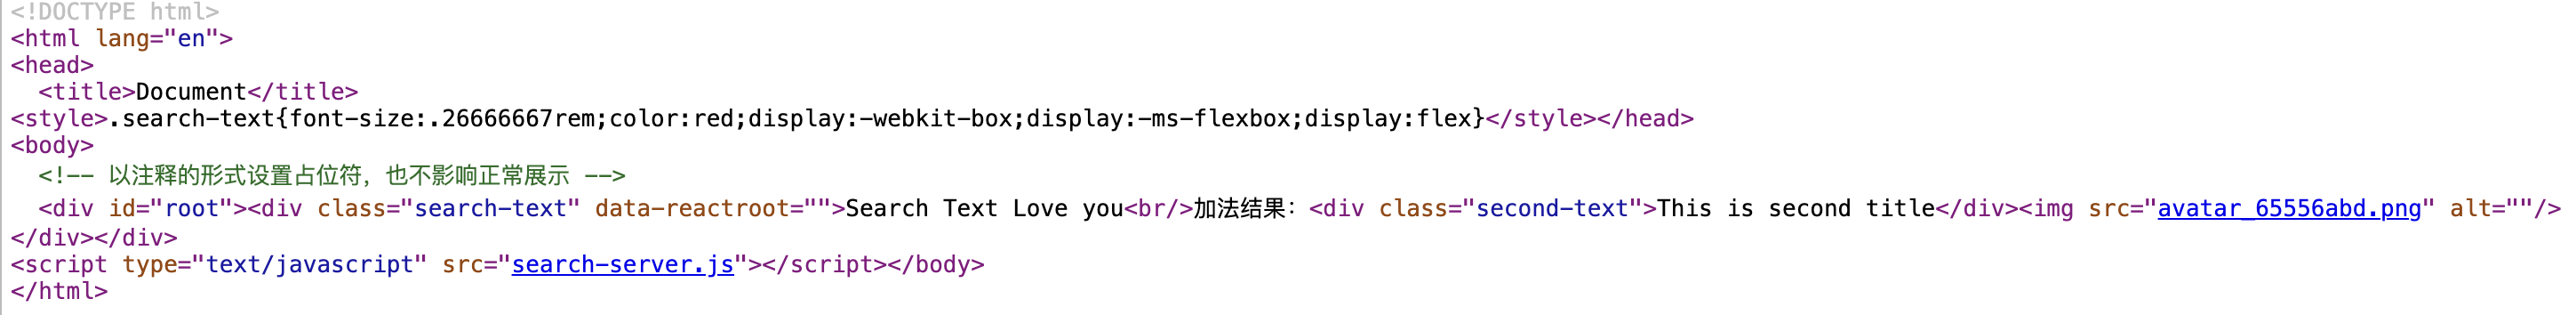 <!DOCTYPE html>
<html lang="en">
<head>
  <title>Document</title>
<style>.search-text{font-size:.26666667rem;color:red;display:-webkit-box;display:-ms-flexbox;display:flex}</style></head>
<body>
  <!-- 以注释的形式设置占位符，也不影响正常展示 -->
  <div id="root"><div class="search-text" data-reactroot="">Search Text Love you<br/>加法结果：<div class="second-text">This is second title</div><img src="avatar_65556abd.png" alt=""/>
</div></div>
<script type="text/javascript" src="search-server.js"></script></body>
</html>